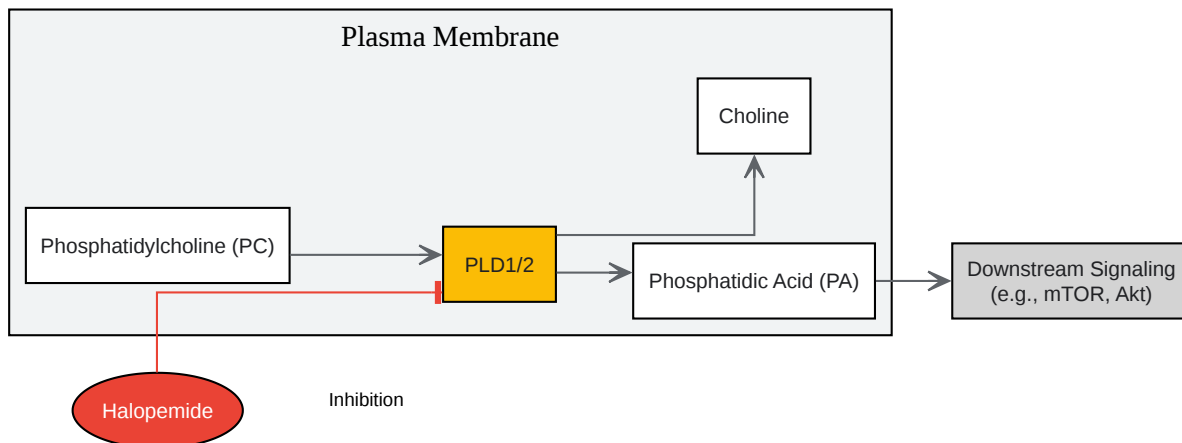 Plasma Membrane
Choline
Phosphatidylcholine (PC)
PLD1/2
Phosphatidic Acid (PA)
Downstream Signaling
(e.g., mTOR, Akt)
Halopemide
Inhibition